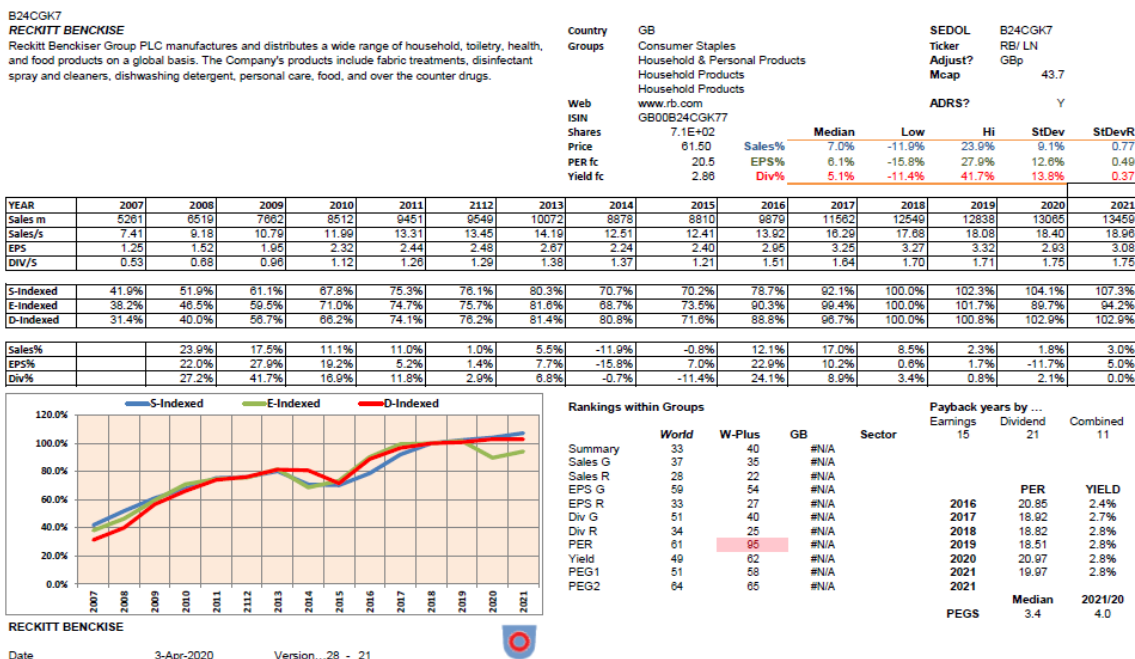 B24CGK7
RECKITT BENCKISE
Reckitt Benckiser Group PLC manufactures and distributes a wide range of household, toiletry, health,
and food products on a global basis. The Company's products include fabric treatments, disinfectant
spray and cleaners, dishwashing detergent, personal care, food, and over the counter drugs.
Country GB SEDOL B24CGK7
Groups Consumer Staples Ticker RB/ LN
Household & Personal Products Adjust? GBp
Household Products Mcap 43.7
Household Products
Web www.rb.com ADRS? Y
ISIN GB00B24CGK77
Shares 7.1E+02 Median Low Hi StDev StDevR
Price 61.50 Sales% 7.0% -11.9% 23.9% 9.1% 0.77
PER fc 20.5 EPS% 6.1% -15.8% 27.9% 12.6% 0.49
Yield fc 2.86 Div% 5.1% -11.4% 41.7% 13.8% 0.37
YEAR 2007 2008 2009 2010 2011 2112 2013 2014 2015 2016 2017 2018 2019 2020 2021
Sales m 5261 6519 7662 8512 9451 9549 10072 8878 8810 9879 11562 12549 12838 13065 13459
Sales/s 7.41 9.18 10.79 11.99 13.31 13.45 14.19 12.51 12.41 13.92 16.29 17.68 18.08 18.40 18.96
EPS 1.25 1.52 1.95 2.32 2.44 2.48 2.67 2.24 2.40 2.95 3.25 3.27 3.32 2.93 3.08
DIV/S 0.53 0.68 0.96 1.12 1.26 1.29 1.38 1.37 1.21 1.51 1.64 1.70 1.71 1.75 1.75
S-Indexed 41.9% 51.9% 61.1% 67.8% 75.3% 76.1% 80.3% 70.7% 70.2% 78.7% 92.1% 100.0% 102.3% 104.1% 107.3%
E-Indexed 38.2% 46.5% 59.5% 71.0% 74.7% 75.7% 81.6% 68.7% 73.5% 90.3% 99.4% 100.0% 101.7% 89.7% 94.2%
D-Indexed 31.4% 40.0% 56.7% 66.2% 74.1% 76.2% 81.4% 80.8% 71.6% 88.8% 96.7% 100.0% 100.8% 102.9% 102.9%
Sales% 23.9% 17.5% 11.1% 11.0% 1.0% 5.5% -11.9% -0.8% 12.1% 17.0% 8.5% 2.3% 1.8% 3.0%
EPS% 22.0% 27.9% 19.2% 5.2% 1.4% 7.7% -15.8% 7.0% 22.9% 10.2% 0.6% 1.7% -11.7% 5.0%
Div% 27.2% 41.7% 16.9% 11.8% 2.9% 6.8% -0.7% -11.4% 24.1% 8.9% 3.4% 0.8% 2.1% 0.0%
S-Indexed E-Indexed D-Indexed
120.0%
100.0%
80.0%
60.0%
40.0%
20.0%
0.0%
2007 2008 2009 2010 2011 2112 2013 2014 2015 2016 2017 2018 2019 2020 2021
Rankings within Groups
World W-Plus GB Sector
Summary 33 40 #N/A
Sales G 37 35 #N/A
Sales R 28 22 #N/A
EPS G 59 54 #N/A
EPS R 33 27 #N/A
Div G 51 40 #N/A
Div R 34 25 #N/A
PER 61 95 #N/A
Yield 49 62 #N/A
PEG1 51 58 #N/A
PEG2 64 65 #N/A
Payback years by ...
Earnings Dividend Combined
15 21 11
PER YIELD
2016 20.85 2.4%
2017 18.92 2.7%
2018 18.82 2.8%
2019 18.51 2.8%
2020 20.97 2.8%
2021 19.97 2.8%
2021
Median 2021/20
PEGS 3.4 4.0
RECKITT BENCKISE
Date 3-Apr-2020 Version...28 - 21